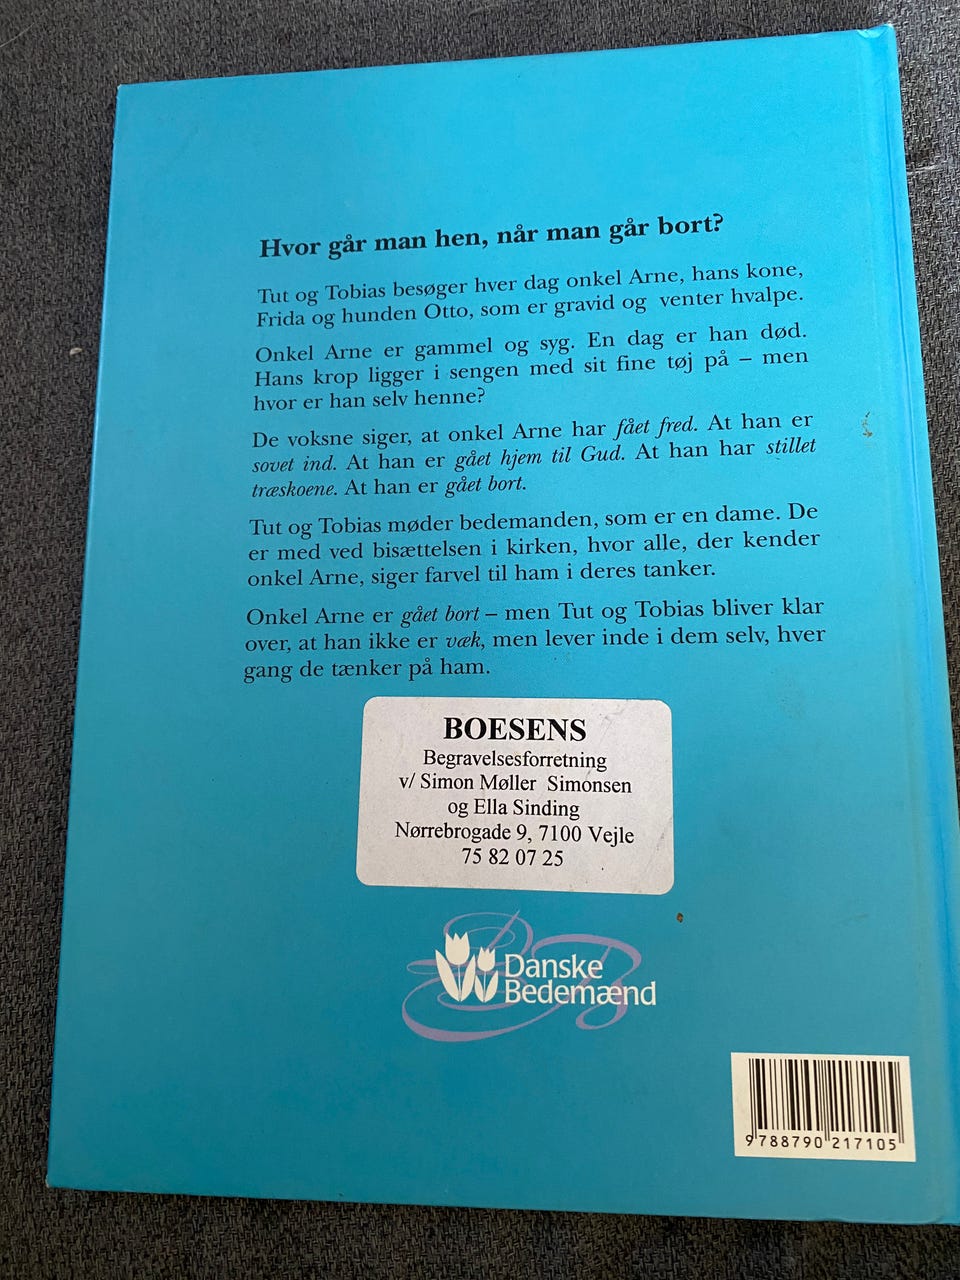 Hvor går man hen, når man går bort?
Tut og Tobias besøger hver dag onkel Arne, hans kone,
Frida og hunden Otto, som er gravid og venter hvalpe.
Onkel Arne er gammel og syg. En dag er han død.
Hans krop ligger i sengen med sit fine tøj på – men
hvor er han selv henne?
De voksne siger, at onkel Arne har fået fred. At han er
sovet ind. At han er gået hjem til Gud. At han har stillet
træskoene. At han er gået bort.
Tut og Tobias møder bedemanden, som er en dame. De
er med ved bisættelsen i kirken, hvor alle, der kender
onkel Arne, siger farvel til ham i deres tanker.
Onkel Arne er gået bort – men Tut og Tobias bliver klar
over, at han ikke er væk, men lever inde i dem selv, hver
gang de tænker på ham.
BOESENS
Begravelsesforretning
v/ Simon Møller Simonsen
og Ella Sinding
Nørrebrogade 9, 7100 Vejle
75 82 07 25
Danske
Bedemænd
9 788790 217105